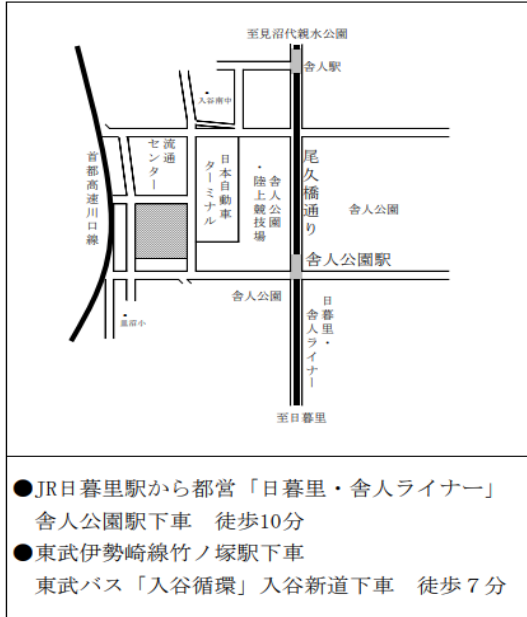 至見沼代親水公園
舎人駅
入谷南中
流通センター
首都高速川口線
日本自動車ターミナル
舎人公園・陸上競技場
尾久橋通り
舎人公園
舎人公園駅
舎人公園
日暮里・舎人ライナー
皿沼小
至日暮里
●JR日暮里駅から都営「日暮里・舎人ライナー」
舎人公園駅下車　徒歩10分
●東武伊勢崎線竹ノ塚駅下車
東武バス「入谷循環」入谷新道下車　徒歩７分